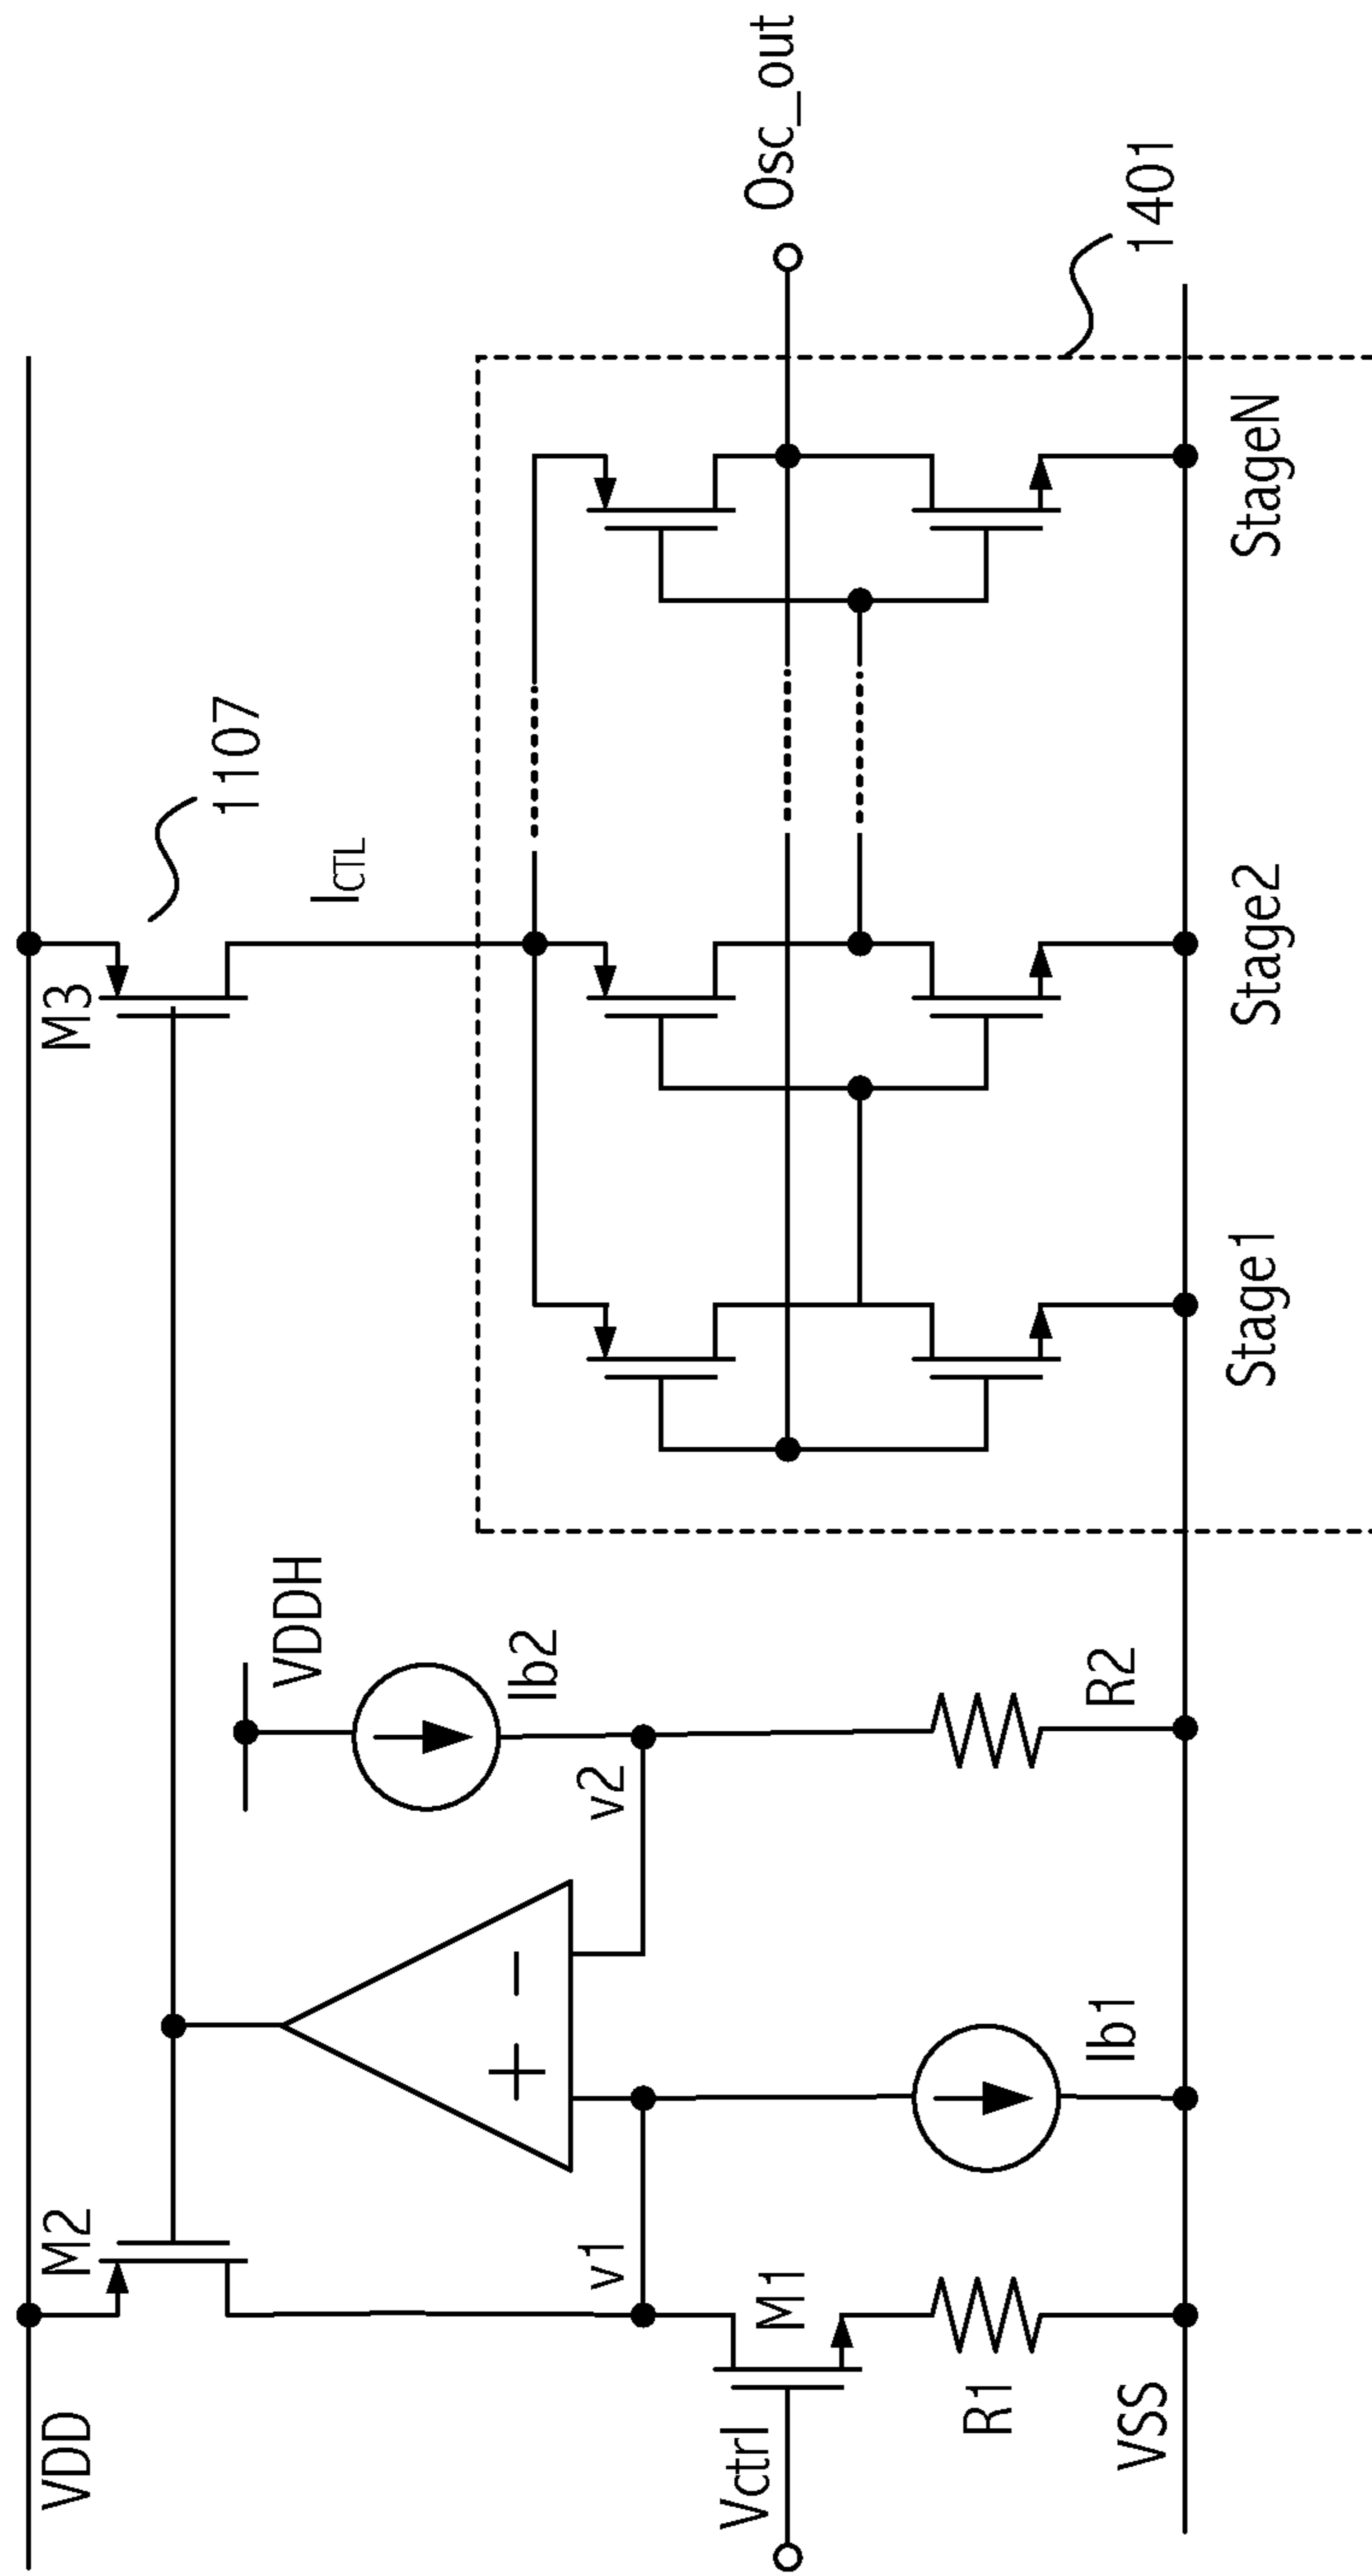 VDD
M2
M3
1107
VDDH
Ib2
I_CTL
v1
v2
+
−
Vctrl
M1
Osc_out
R1
Ib1
R2
1401
VSS
Stage1
Stage2
StageN